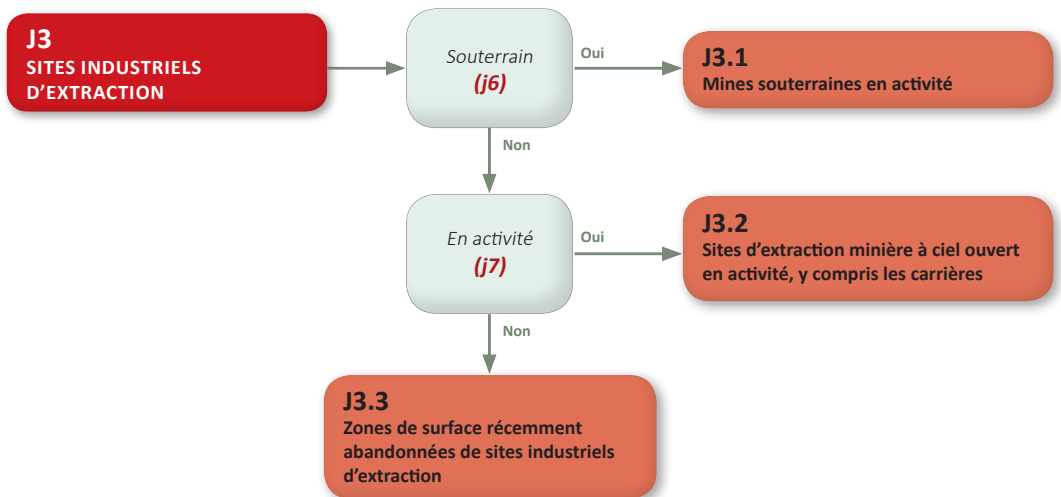 J3
SITES INDUSTRIELS
D’EXTRACTION
Souterrain
(j6)
Oui
J3.1
Mines souterraines en activité
Non
En activité
(j7)
Oui
J3.2
Sites d’extraction minière à ciel ouvert
en activité, y compris les carrières
Non
J3.3
Zones de surface récemment
abandonnées de sites industriels
d’extraction